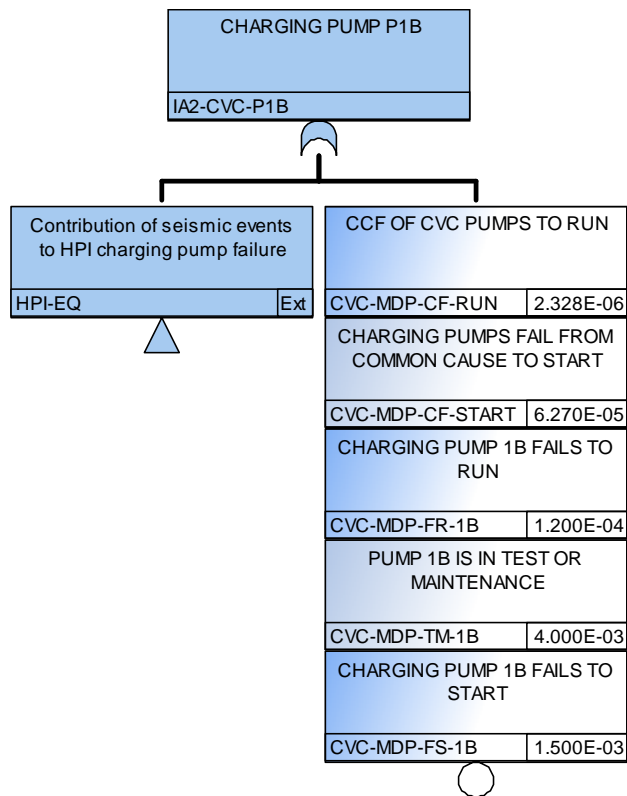 CHARGING PUMP P1B
IA2-CVC-P1B
Contribution of seismic events
to HPI charging pump failure
HPI-EQ Ext
CCF OF CVC PUMPS TO RUN
CVC-MDP-CF-RUN 2.328E-06
CHARGING PUMPS FAIL FROM
COMMON CAUSE TO START
CVC-MDP-CF-START 6.270E-05
CHARGING PUMP 1B FAILS TO
RUN
CVC-MDP-FR-1B 1.200E-04
PUMP 1B IS IN TEST OR
MAINTENANCE
CVC-MDP-TM-1B 4.000E-03
CHARGING PUMP 1B FAILS TO
START
CVC-MDP-FS-1B 1.500E-03